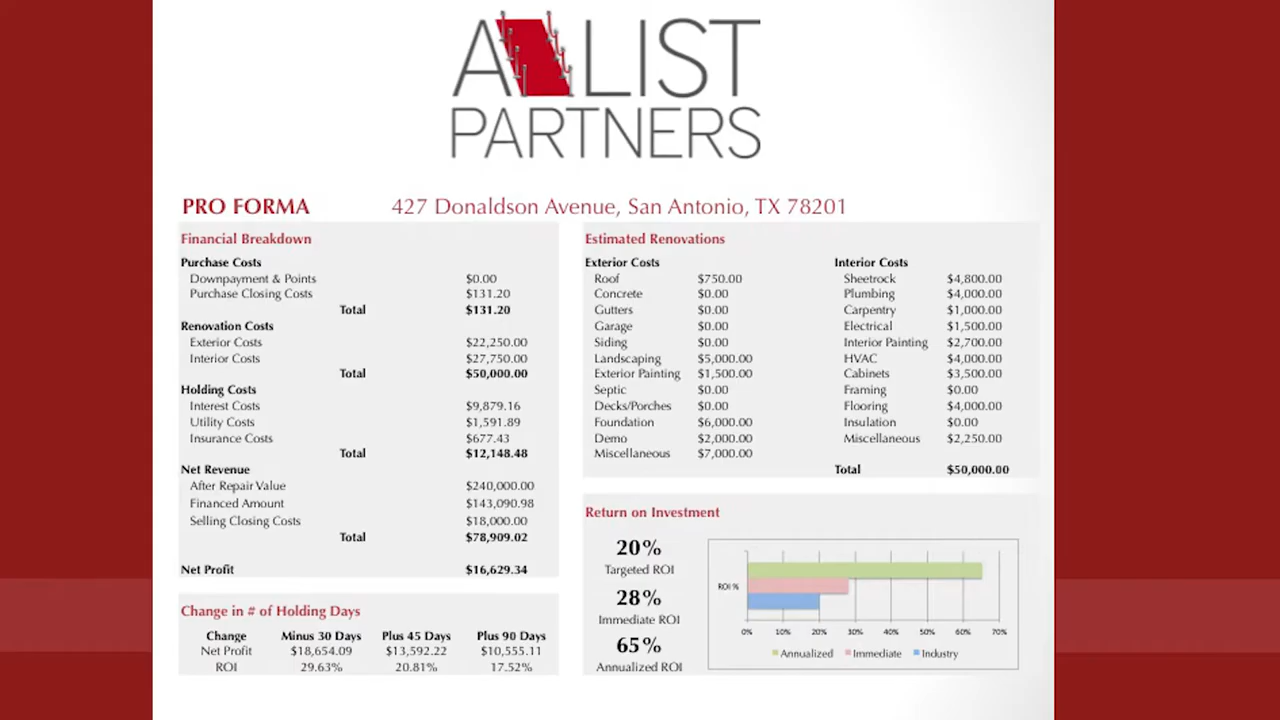 A LIST
PARTNERS
PRO FORMA 427 Donaldson Avenue, San Antonio, TX 78201
Financial Breakdown
Purchase Costs
Downpayment & Points $0.00
Purchase Closing Costs $131.20
Total $131.20
Renovation Costs
Exterior Costs $22,250.00
Interior Costs $27,750.00
Total $50,000.00
Holding Costs
Interest Costs $9,879.16
Utility Costs $1,591.89
Insurance Costs $677.43
Total $12,148.48
Net Revenue
After Repair Value $240,000.00
Financed Amount $143,090.98
Selling Closing Costs $18,000.00
Total $78,909.02
Net Profit $16,629.34
Change in # of Holding Days
Change Minus 30 Days Plus 45 Days Plus 90 Days
Net Profit $18,654.09 $13,592.22 $10,555.11
ROI 29.63% 20.81% 17.52%
Estimated Renovations
Exterior Costs Interior Costs
Roof $750.00 Sheetrock $4,800.00
Concrete $0.00 Plumbing $4,000.00
Gutters $0.00 Carpentry $1,000.00
Garage $0.00 Electrical $1,500.00
Siding $0.00 Interior Painting $2,700.00
Landscaping $5,000.00 HVAC $4,000.00
Exterior Painting $1,500.00 Cabinets $3,500.00
Septic $0.00 Framing $0.00
Decks/Porches $0.00 Flooring $4,000.00
Foundation $6,000.00 Insulation $0.00
Demo $2,000.00 Miscellaneous $2,250.00
Miscellaneous $7,000.00
Total $50,000.00
Return on Investment
20%
Targeted ROI
28%
Immediate ROI
65%
Annualized ROI
ROI %
0% 10% 20% 30% 40% 50% 60% 70%
Annualized Immediate Industry